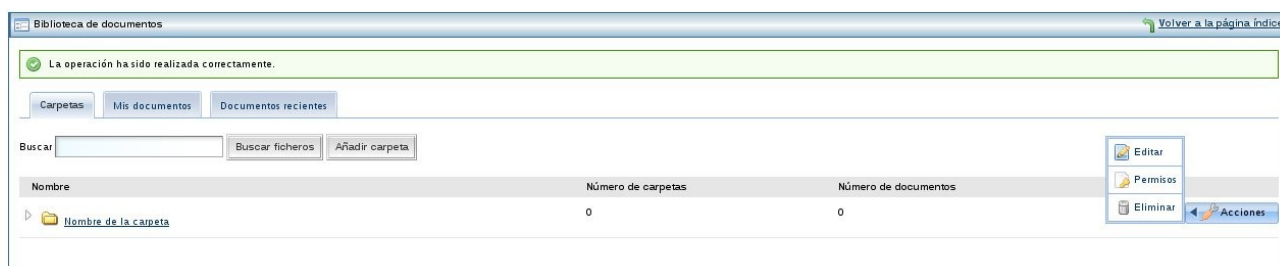 Biblioteca de documentos
Volver a la página índice
La operación ha sido realizada correctamente.
Carpetas Mis documentos Documentos recientes
Buscar Buscar ficheros Añadir carpeta
Editar
Permisos
Nombre Número de carpetas Número de documentos
Nombre de la carpeta 0 0
Eliminar
Acciones